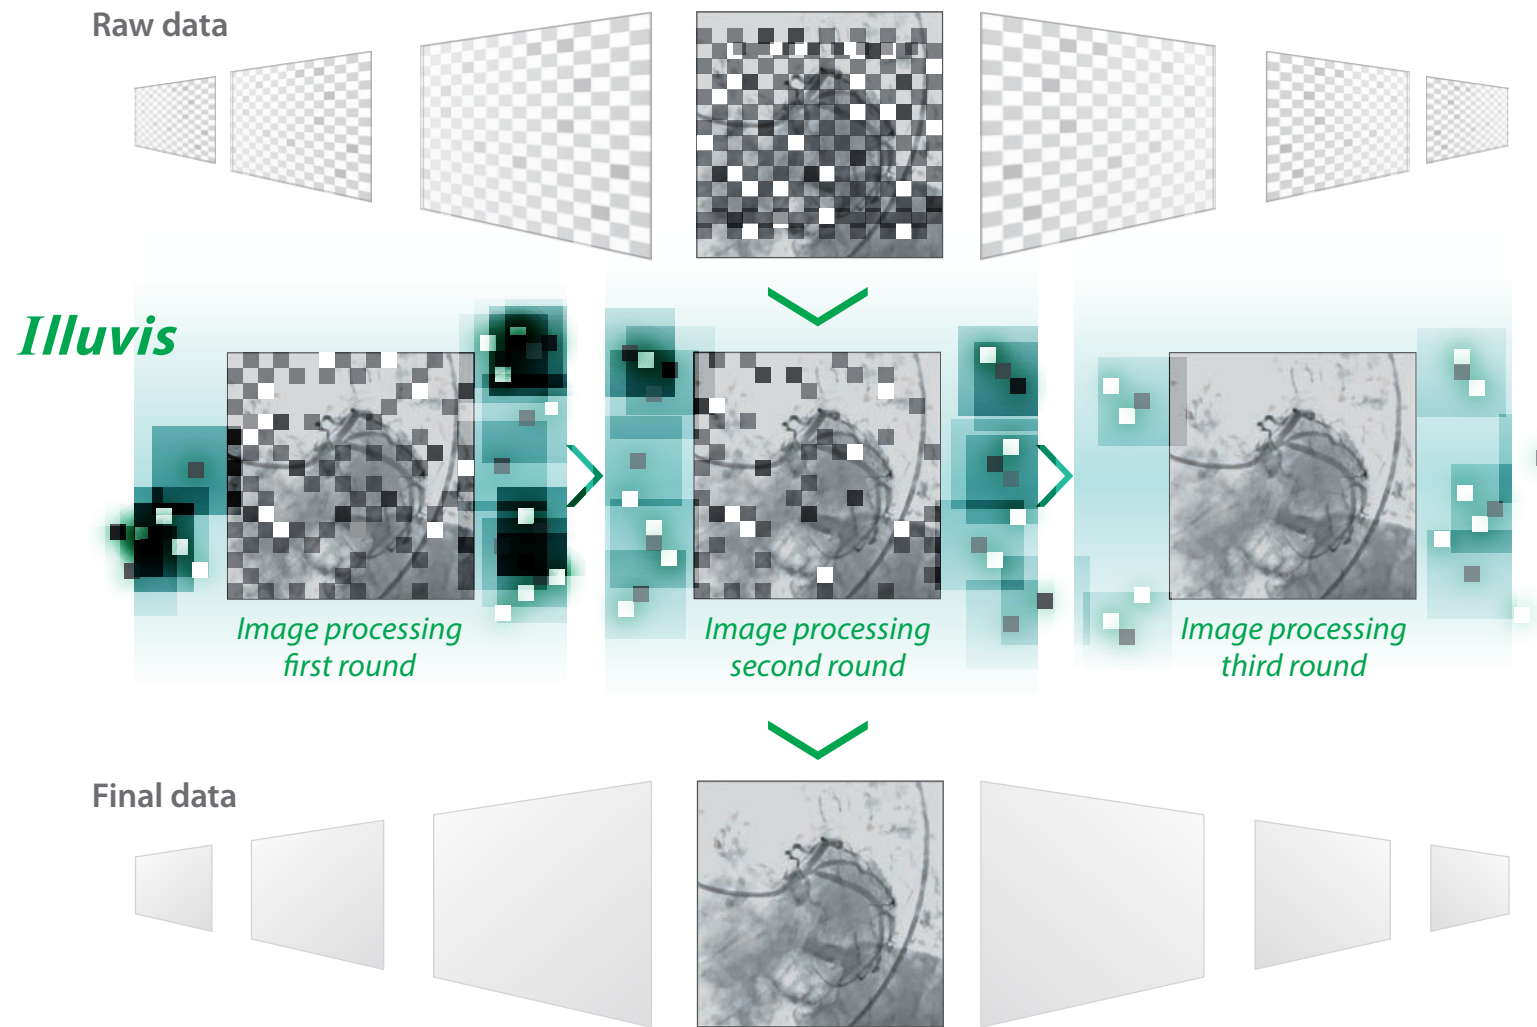 Raw data
Illuvis
Image processing
first round
Image processing
second round
Image processing
third round
Final data